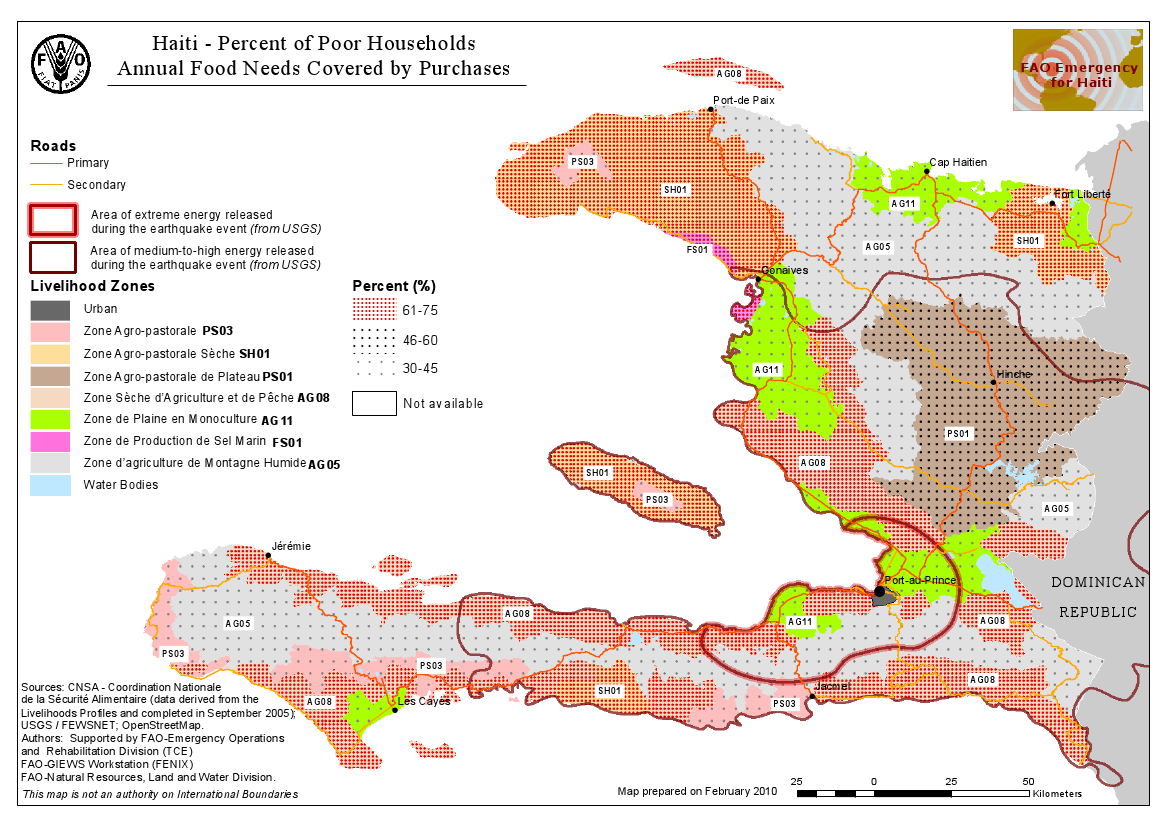 Haiti - Percent of Poor Households
Annual Food Needs Covered by Purchases
F A O
FIAT PANIS
FAO Emergency
for Haiti
Roads
Primary
Secondary
Area of extreme energy released
during the earthquake event (from USGS)
Area of medium-to-high energy released
during the earthquake event (from USGS)
Livelihood Zones
Urban
Zone Agro-pastorale PS03
Zone Agro-pastorale Sèche SH01
Zone Agro-pastorale de Plateau PS01
Zone Sèche d'Agriculture et de Pêche AG08
Zone de Plaine en Monoculture AG11
Zone de Production de Sel Marin FS01
Zone d'agriculture de Montagne Humide AG05
Water Bodies
Percent (%)
61-75
46-60
30-45
Not available
AG08
Port-de Paix
PS03
SH01
Cap Haitien
AG11
Fort Liberté
SH01
AG05
FS01
Gonaives
AG11
Hinche
PS01
AG08
SH01
PS03
AG05
Jérémie
Port-au-Prince
DOMINICAN
REPUBLIC
AG08
AG11
AG08
AG05
PS03
PS03
AG08
Les Cayes
SH01
Jacmel
PS03
AG08
Sources: CNSA - Coordination Nationale
de la Sécurité Alimentaire (data derived from the
Livelihoods Profiles and completed in September 2005);
USGS / FEWSNET; OpenStreetMap.
Authors: Supported by FAO-Emergency Operations
and Rehabilitation Division (TCE)
FAO-GIEWS Workstation (FENIX)
FAO-Natural Resources, Land and Water Division.
This map is not an authority on International Boundaries
Map prepared on February 2010
25 0 25 50
Kilometers